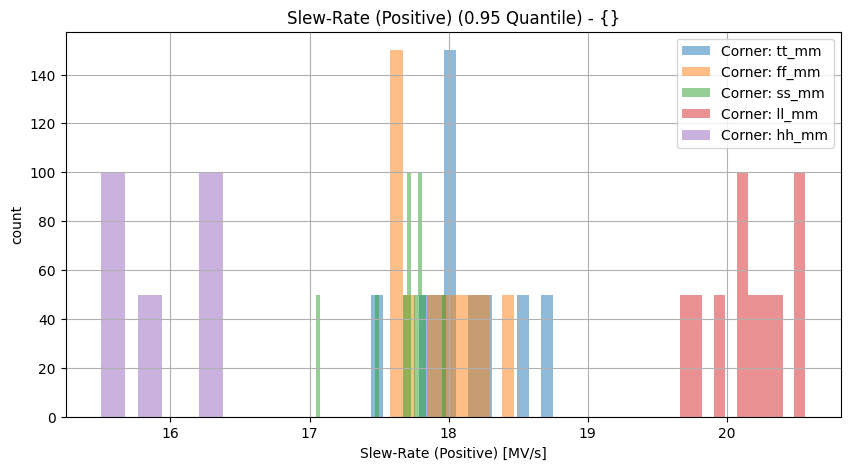 Slew-Rate (Positive) (0.95 Quantile) - {}
140
120
100
80
60
40
20
0
count
Corner: tt_mm
Corner: ff_mm
Corner: ss_mm
Corner: ll_mm
Corner: hh_mm
16 17 18 19 20
Slew-Rate (Positive) [MV/s]